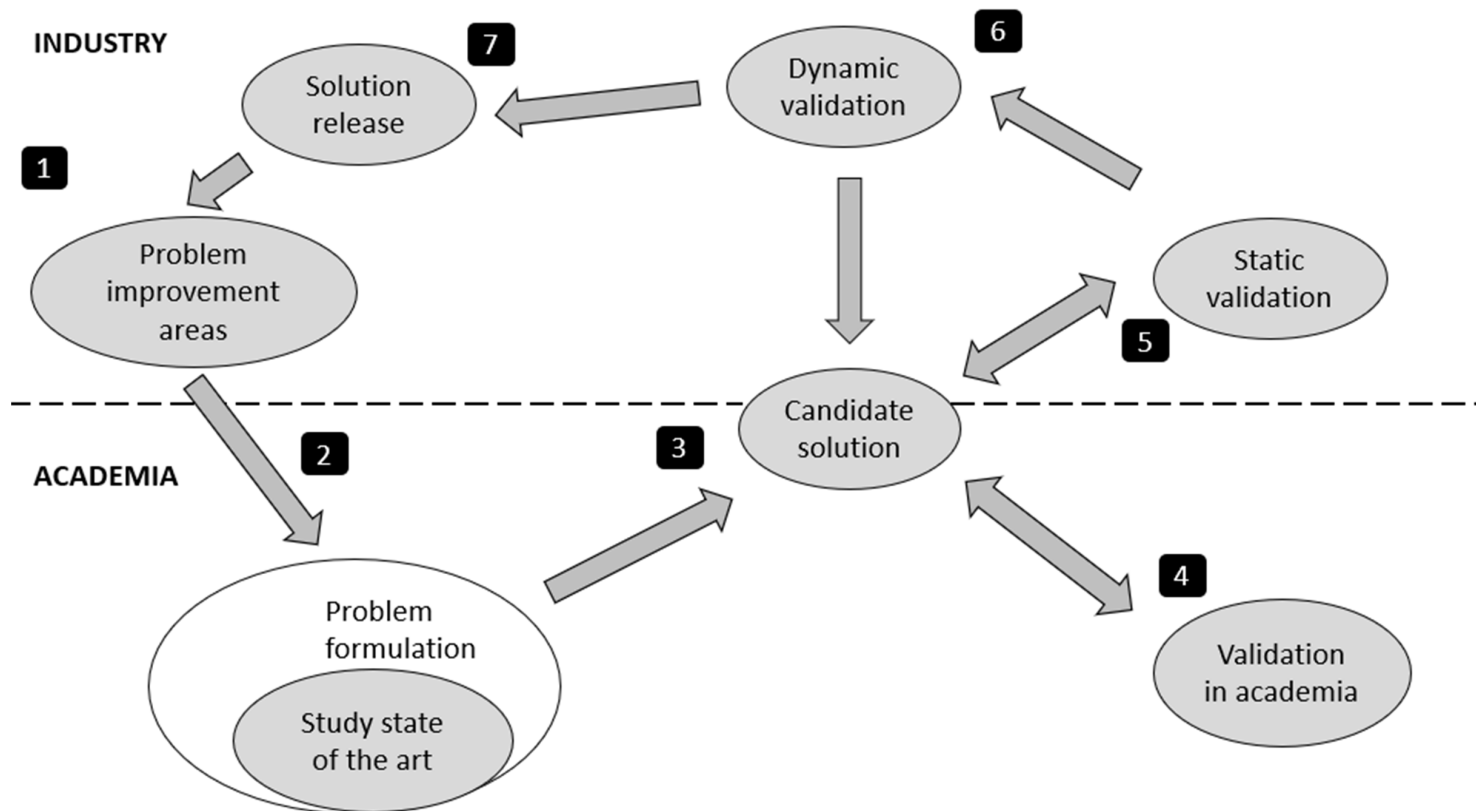 INDUSTRY
7
Solution
release
6
Dynamic
validation
1
Problem
improvement
areas
Static
validation
5
Candidate
solution
ACADEMIA
2
3
4
Problem
formulation
Study state
of the art
Validation
in academia